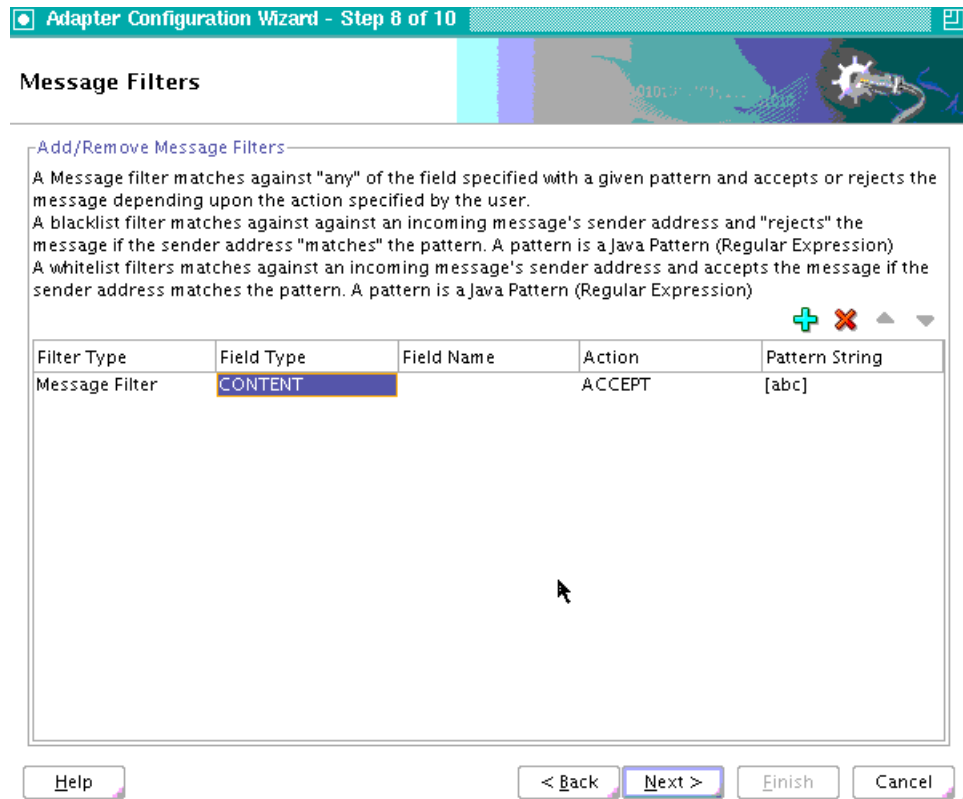 Adapter Configuration Wizard - Step 8 of 10
Message Filters
Add/Remove Message Filters
A Message filter matches against "any" of the field specified with a given pattern and accepts or rejects the
message depending upon the action specified by the user.
A blacklist filter matches against against an incoming message's sender address and "rejects" the
message if the sender address "matches" the pattern. A pattern is a Java Pattern (Regular Expression)
A whitelist filters matches against an incoming message's sender address and accepts the message if the
sender address matches the pattern. A pattern is a Java Pattern (Regular Expression)
Filter Type Field Type Field Name Action Pattern String
Message Filter CONTENT ACCEPT [abc]
Help < Back Next > Finish Cancel